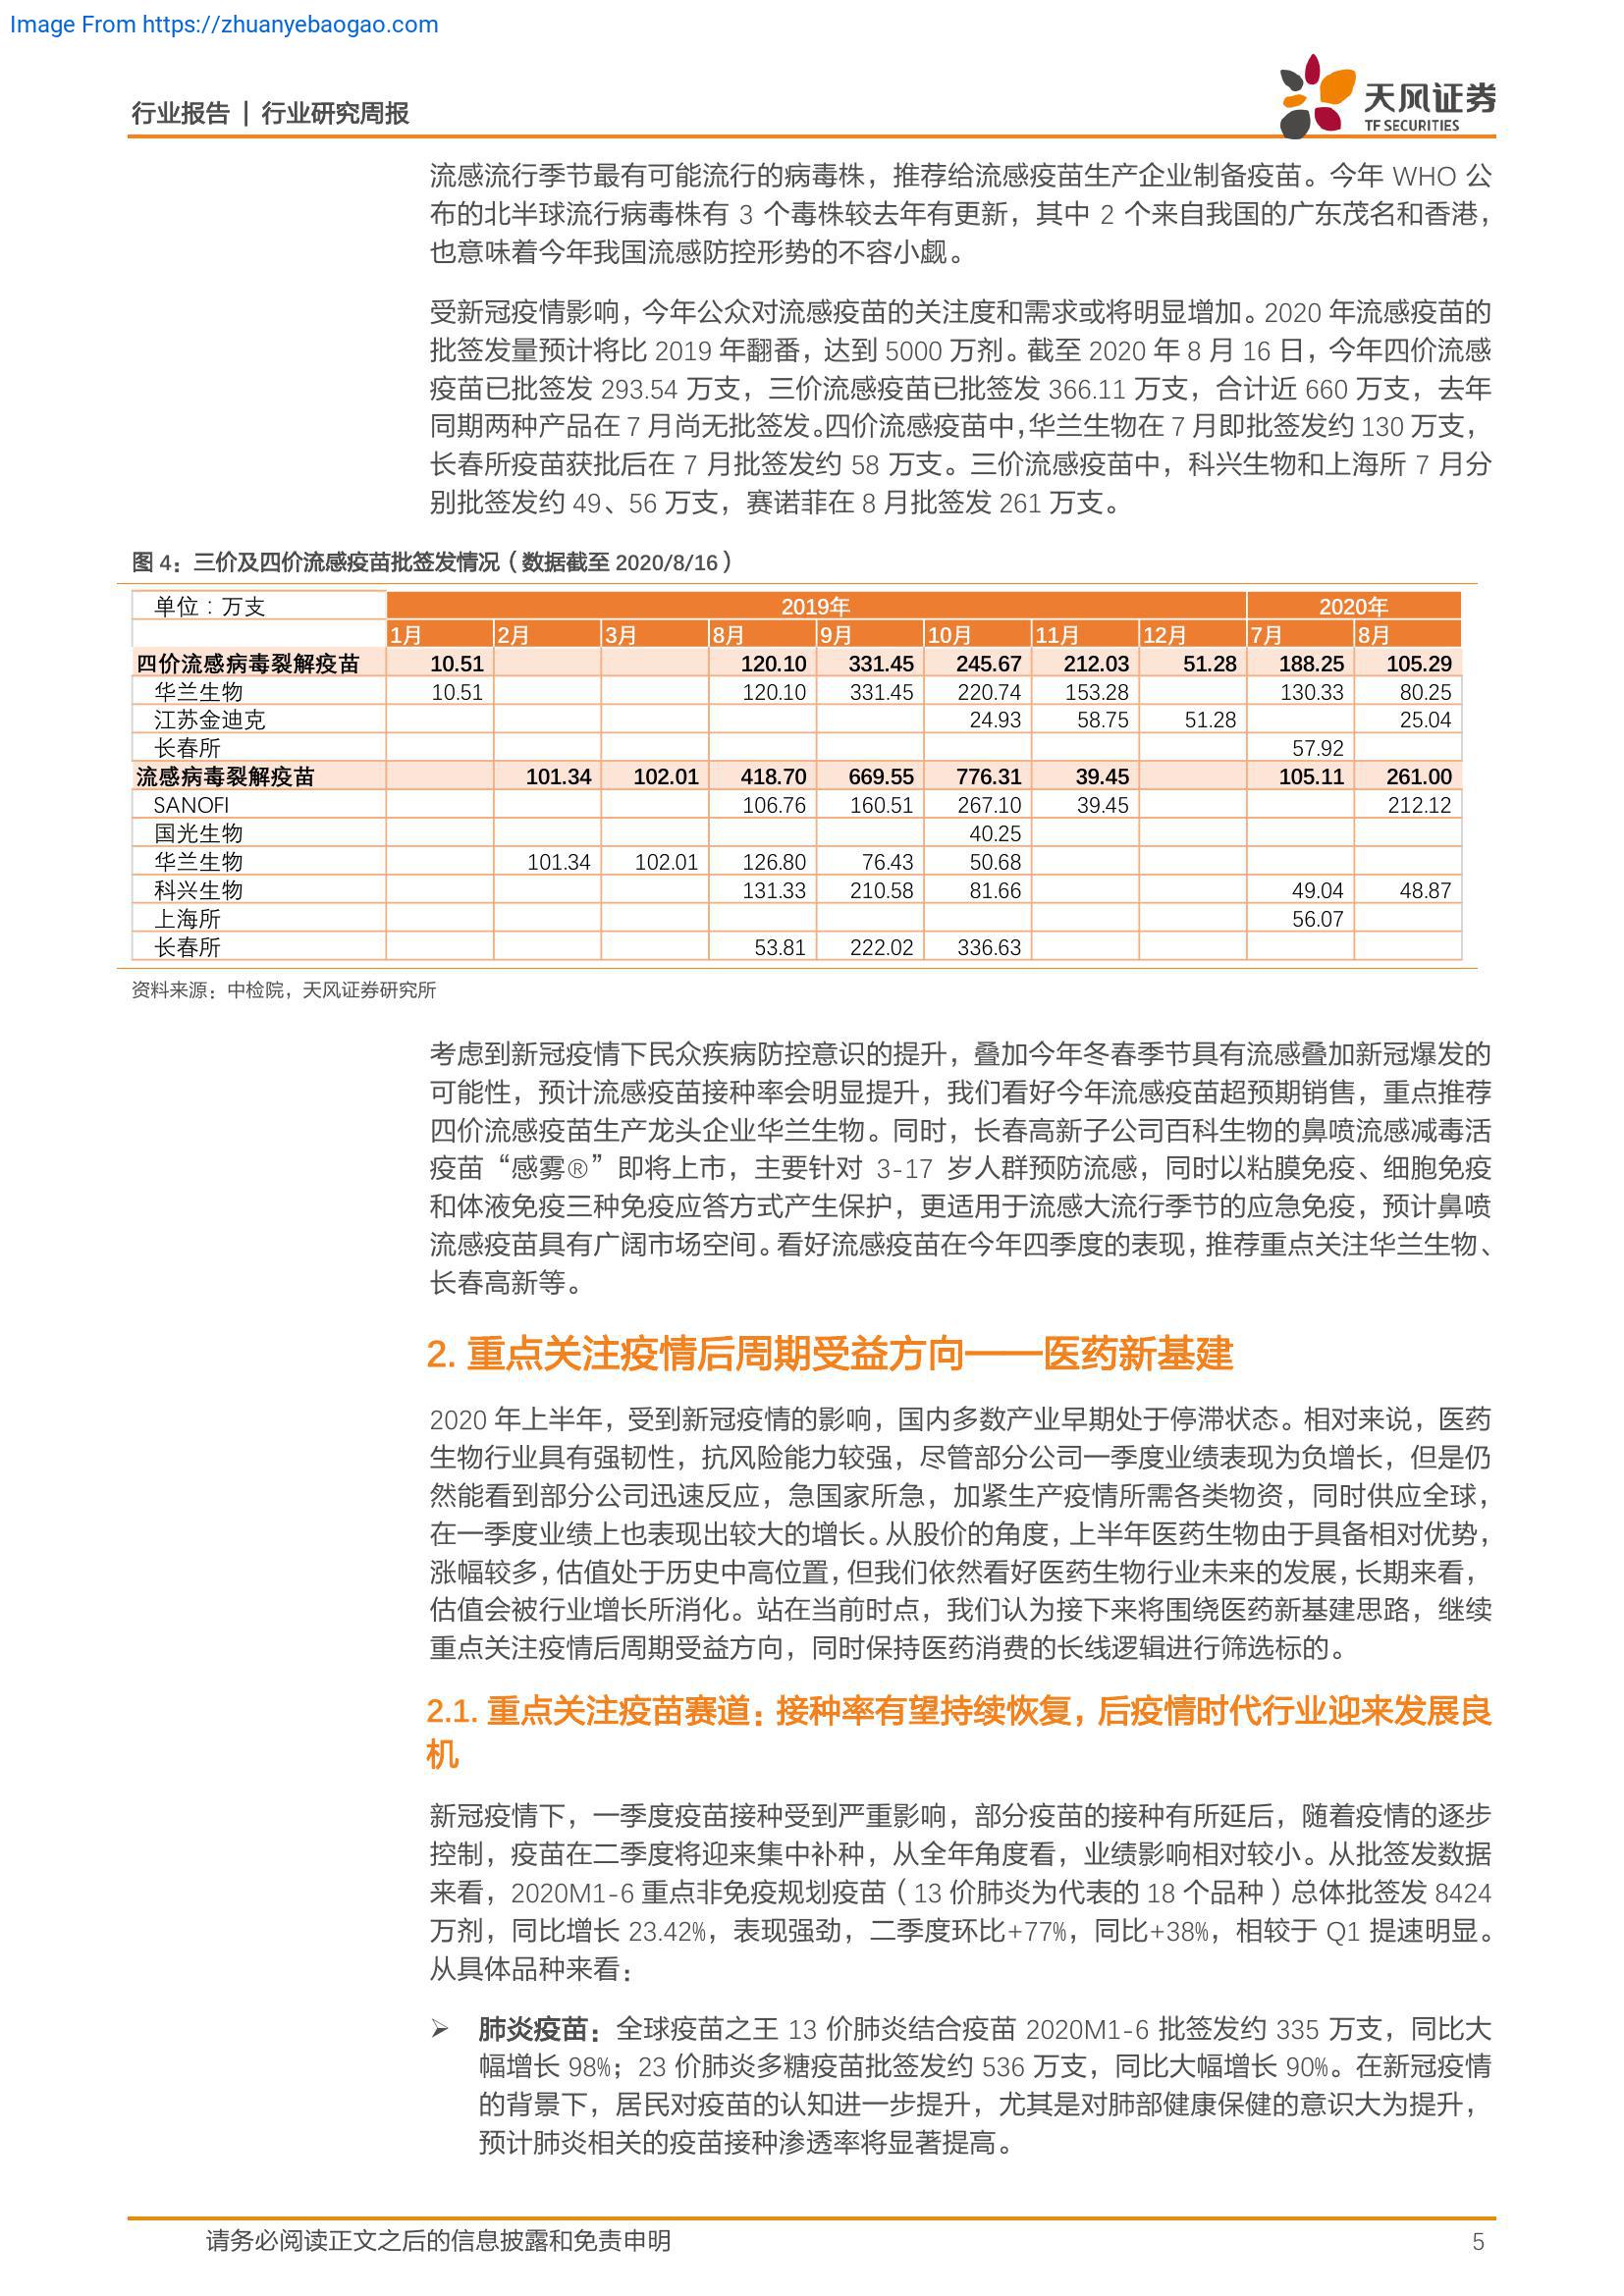 Image From https://zhuanyebaogao.com
行业报告 | 行业研究周报
天风证券
TF SECURITIES
流感流行季节最有可能流行的病毒株，推荐给流感疫苗生产企业制备疫苗。今年 WHO 公
布的北半球流行病毒株有 3 个毒株较去年有更新，其中 2 个来自我国的广东茂名和香港，
也意味着今年我国流感防控形势的不容小觑。
受新冠疫情影响，今年公众对流感疫苗的关注度和需求或将明显增加。2020 年流感疫苗的
批签发量预计将比 2019 年翻番，达到 5000 万剂。截至 2020 年 8 月 16 日，今年四价流感
疫苗已批签发 293.54 万支，三价流感疫苗已批签发 366.11 万支，合计近 660 万支，去年
同期两种产品在 7 月尚无批签发。四价流感疫苗中，华兰生物在 7 月即批签发约 130 万支，
长春所疫苗获批后在 7 月批签发约 58 万支。三价流感疫苗中，科兴生物和上海所 7 月分
别批签发约 49、56 万支，赛诺菲在 8 月批签发 261 万支。
图 4：三价及四价流感疫苗批签发情况（数据截至 2020/8/16）
单位：万支 2019年 2020年
1月 2月 3月 8月 9月 10月 11月 12月 7月 8月
四价流感病毒裂解疫苗 10.51 120.10 331.45 245.67 212.03 51.28 188.25 105.29
华兰生物 10.51 120.10 331.45 220.74 153.28 130.33 80.25
江苏金迪克 24.93 58.75 51.28 25.04
长春所 57.92
流感病毒裂解疫苗 101.34 102.01 418.70 669.55 776.31 39.45 105.11 261.00
SANOFI 106.76 160.51 267.10 39.45 212.12
国光生物 40.25
华兰生物 101.34 102.01 126.80 76.43 50.68
科兴生物 131.33 210.58 81.66 49.04 48.87
上海所 56.07
长春所 53.81 222.02 336.63
资料来源：中检院，天风证券研究所
考虑到新冠疫情下民众疾病防控意识的提升，叠加今年冬春季节具有流感叠加新冠爆发的
可能性，预计流感疫苗接种率会明显提升，我们看好今年流感疫苗超预期销售，重点推荐
四价流感疫苗生产龙头企业华兰生物。同时，长春高新子公司百科生物的鼻喷流感减毒活
疫苗“感雾®”即将上市，主要针对 3-17 岁人群预防流感，同时以粘膜免疫、细胞免疫
和体液免疫三种免疫应答方式产生保护，更适用于流感大流行季节的应急免疫，预计鼻喷
流感疫苗具有广阔市场空间。看好流感疫苗在今年四季度的表现，推荐重点关注华兰生物、
长春高新等。
2. 重点关注疫情后周期受益方向——医药新基建
2020 年上半年，受到新冠疫情的影响，国内多数产业早期处于停滞状态。相对来说，医药
生物行业具有强韧性，抗风险能力较强，尽管部分公司一季度业绩表现为负增长，但是仍
然能看到部分公司迅速反应，急国家所急，加紧生产疫情所需各类物资，同时供应全球，
在一季度业绩上也表现出较大的增长。从股价的角度，上半年医药生物由于具备相对优势，
涨幅较多，估值处于历史中高位置，但我们依然看好医药生物行业未来的发展，长期来看，
估值会被行业增长所消化。站在当前时点，我们认为接下来将围绕医药新基建思路，继续
重点关注疫情后周期受益方向，同时保持医药消费的长线逻辑进行筛选标的。
2.1. 重点关注疫苗赛道：接种率有望持续恢复，后疫情时代行业迎来发展良
机
新冠疫情下，一季度疫苗接种受到严重影响，部分疫苗的接种有所延后，随着疫情的逐步
控制，疫苗在二季度将迎来集中补种，从全年角度看，业绩影响相对较小。从批签发数据
来看，2020M1-6 重点非免疫规划疫苗（13 价肺炎为代表的 18 个品种）总体批签发 8424
万剂，同比增长 23.42%，表现强劲，二季度环比+77%，同比+38%，相较于 Q1 提速明显。
从具体品种来看：
➢ 肺炎疫苗：全球疫苗之王 13 价肺炎结合疫苗 2020M1-6 批签发约 335 万支，同比大
幅增长 98%；23 价肺炎多糖疫苗批签发约 536 万支，同比大幅增长 90%。在新冠疫情
的背景下，居民对疫苗的认知进一步提升，尤其是对肺部健康保健的意识大为提升，
预计肺炎相关的疫苗接种渗透率将显著提高。
请务必阅读正文之后的信息披露和免责申明 5